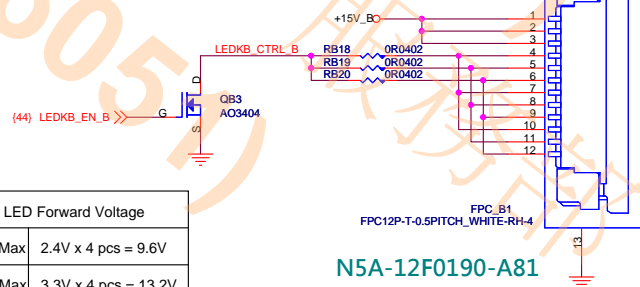 +15V_B
1
2
3
LEDKB_CTRL_B
RB18
0R0402
4
RB19
0R0402
5
RB20
0R0402
6
7
8
9
10
11
12
D
G
S
QB3
AO3404
{44} LEDKB_EN_B
FPC_B1
FPC12P-T-0.5PITCH_WHITE-RH-4
13
N5A-12F0190-A81
LED Forward Voltage
Max 2.4V x 4 pcs = 9.6V
Max 3.3V x 4 pcs = 13.2V